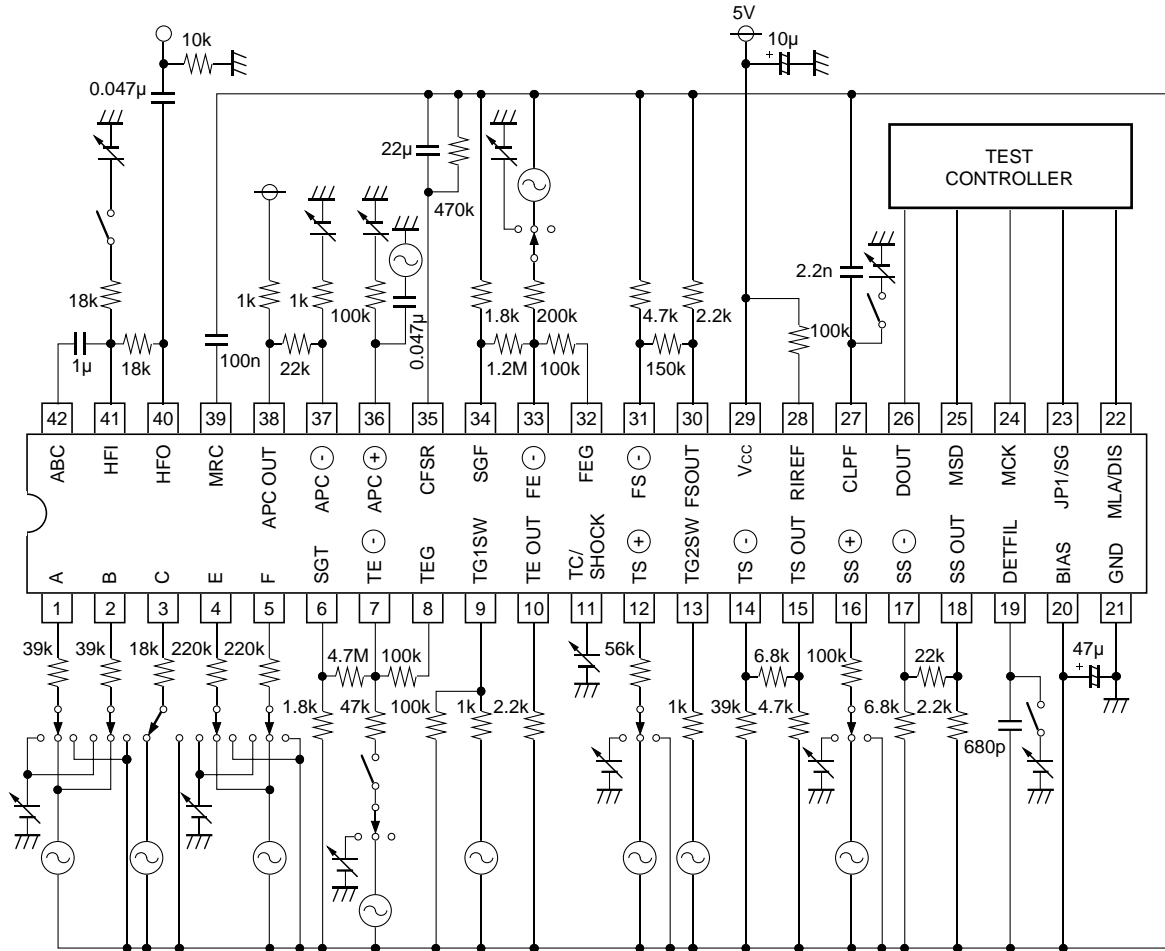 5V
10k
10µ
+
0.047µ
22µ
470k
TEST
CONTROLLER
18k
1k
1k
100k
0.047µ
1.8k
200k
4.7k
2.2k
100k
2.2n
1µ
18k
100n
22k
1.2M
100k
150k
42 41 40 39 38 37 36 35 34 33 32 31 30 29 28 27 26 25 24 23 22
ABC HFI HFO MRC APC OUT APC - APC + CFSR SGF FE - FEG FS - FSOUT Vcc RIREF CLPF DOUT MSD MCK JP1/SG MLA/DIS
A B C E F SGT TE - TEG TG1SW TE OUT TC/SHOCK TS + TG2SW TS - TS OUT SS + SS - SS OUT DETFIL BIAS GND
1 2 3 4 5 6 7 8 9 10 11 12 13 14 15 16 17 18 19 20 21
39k 39k 18k 220k 220k
4.7M
100k
56k
6.8k
100k
22k
47µ
+
1.8k
47k
100k
1k
2.2k
1k
39k
4.7k
6.8k
2.2k
680p